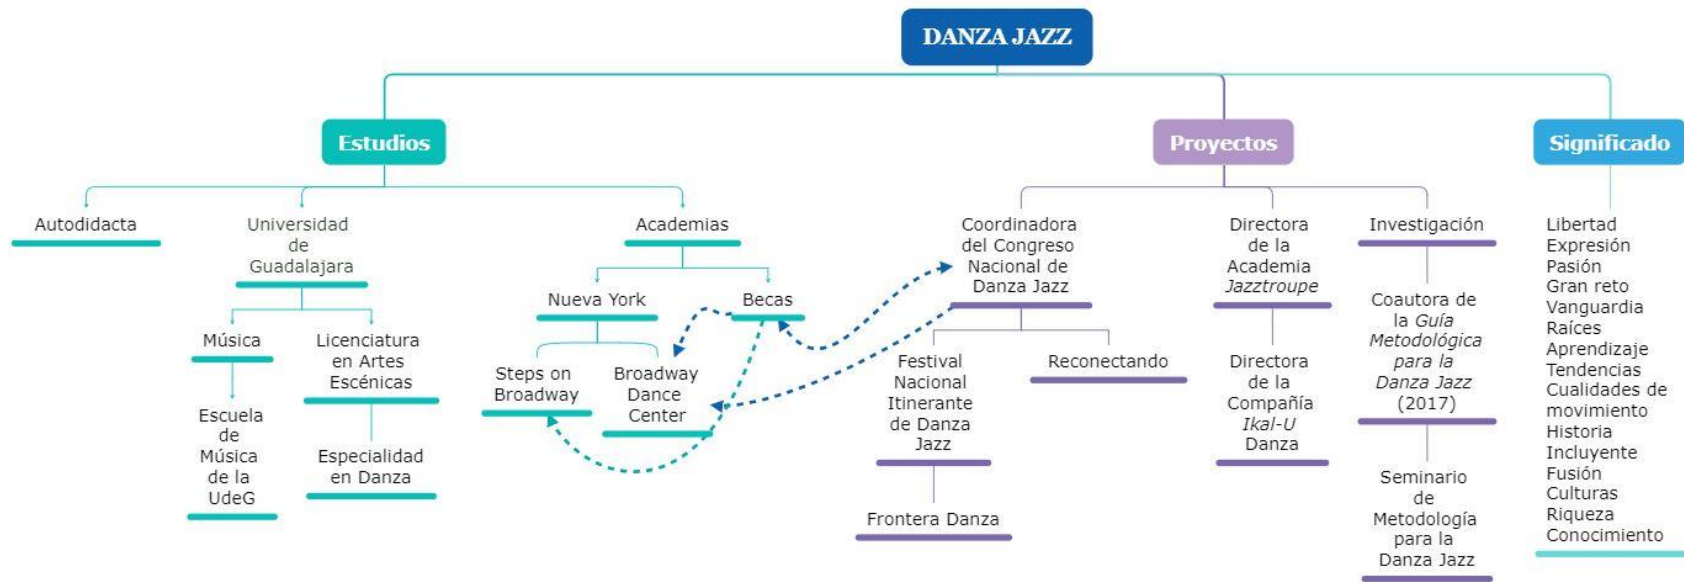 DANZA JAZZ
Estudios
Proyectos
Significado
Autodidacta
Universidad
de
Guadalajara
Academias
Coordinadora
del Congreso
Nacional de
Danza Jazz
Directora
de la
Academia
Jazztroupe
Investigación
Libertad
Expresión
Pasión
Gran reto
Vanguardia
Raíces
Aprendizaje
Tendencias
Cualidades de
movimiento
Historia
Incluyente
Fusión
Culturas
Riqueza
Conocimiento
Nueva York
Becas
Coautora de
la Guía
Metodológica
para la
Danza Jazz
(2017)
Música
Licenciatura
en Artes
Escénicas
Steps on
Broadway
Broadway
Dance
Center
Festival
Nacional
Itinerante
de Danza
Jazz
Reconectando
Directora
de la
Compañía
Ikal-U
Danza
Escuela
de
Música
de la
UdeG
Especialidad
en Danza
Frontera Danza
Seminario
de
Metodología
para la
Danza Jazz